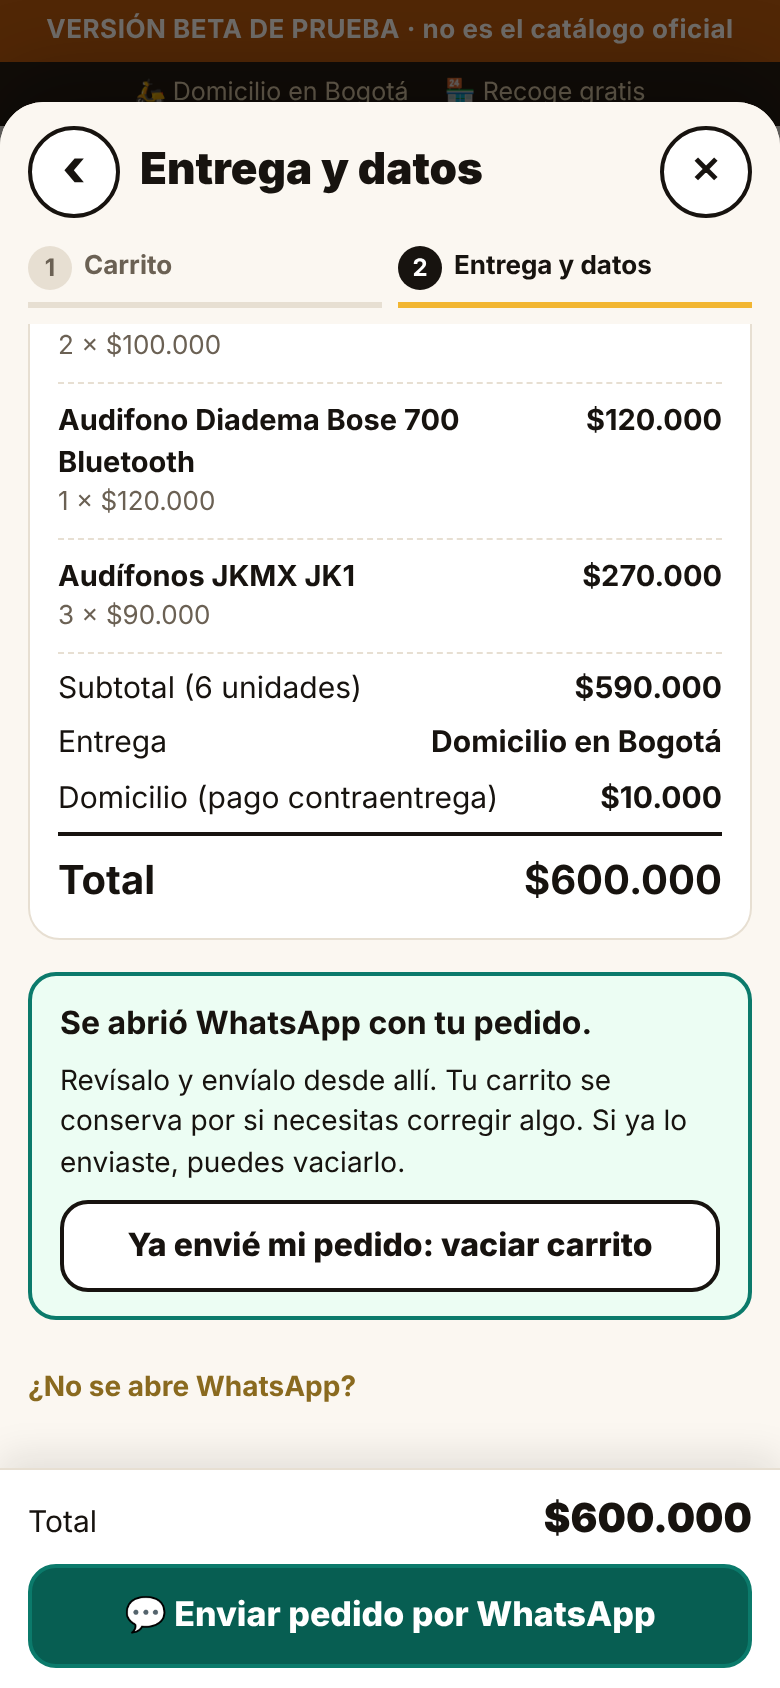 VERSIÓN BETA DE PRUEBA · no es el catálogo oficial
🛵 Domicilio en Bogotá 🏪 Recoge gratis
‹ Entrega y datos ✕
1 Carrito 2 Entrega y datos
2 × $100.000
Audifono Diadema Bose 700 $120.000
Bluetooth
1 × $120.000
Audífonos JKMX JK1 $270.000
3 × $90.000
Subtotal (6 unidades) $590.000
Entrega Domicilio en Bogotá
Domicilio (pago contraentrega) $10.000
Total $600.000
Se abrió WhatsApp con tu pedido.
Revísalo y envíalo desde allí. Tu carrito se
conserva por si necesitas corregir algo. Si ya lo
enviaste, puedes vaciarlo.
Ya envié mi pedido: vaciar carrito
¿No se abre WhatsApp?
Total $600.000
💬 Enviar pedido por WhatsApp